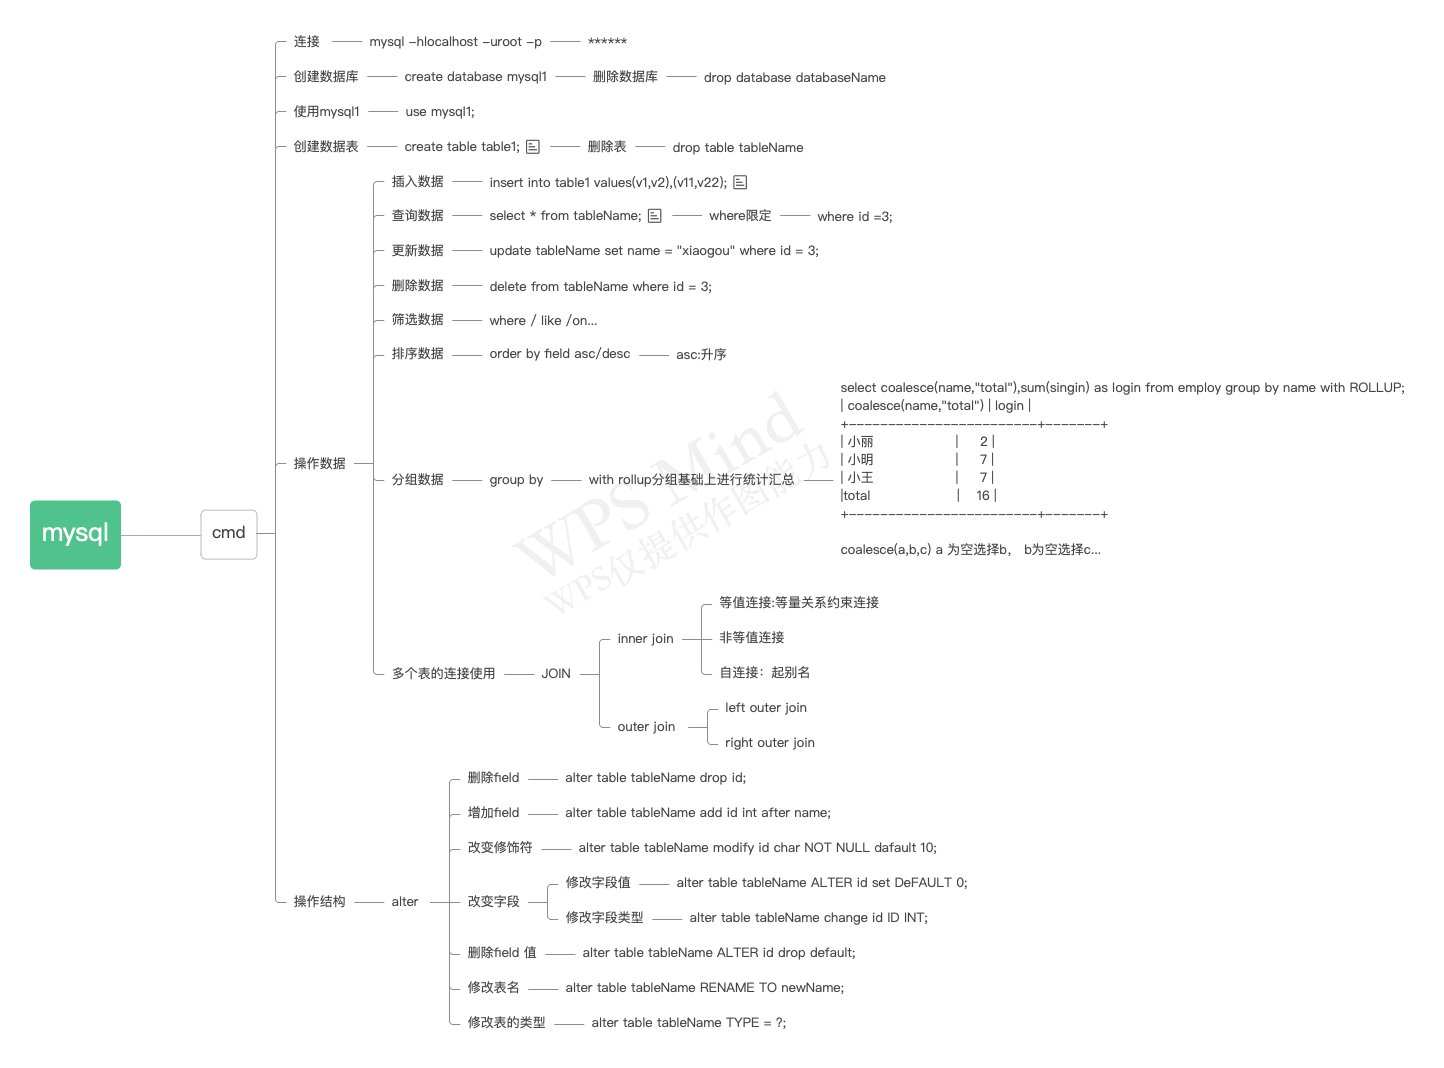 mysql
cmd
连接
mysql -hlocalhost -uroot -p
******
创建数据库
create database mysql1
删除数据库
drop database databaseName
使用mysql1
use mysql1;
创建数据表
create table table1;
删除表
drop table tableName
操作数据
插入数据
insert into table1 values(v1,v2),(v11,v22);
查询数据
select * from tableName;
where限定
where id =3;
更新数据
update tableName set name = "xiaogou" where id = 3;
删除数据
delete from tableName where id = 3;
筛选数据
where / like /on...
排序数据
order by field asc/desc
asc:升序
分组数据
group by
with rollup分组基础上进行统计汇总
select coalesce(name,"total"),sum(singin) as login from employ group by name with ROLLUP;
| coalesce(name,"total") | login |
+------------------------+-------+
| 小丽 | 2 |
| 小明 | 7 |
| 小王 | 7 |
|total | 16 |
+------------------------+-------+
coalesce(a,b,c) a 为空选择b， b为空选择c...
多个表的连接使用
JOIN
inner join
等值连接:等量关系约束连接
非等值连接
自连接：起别名
outer join
left outer join
right outer join
操作结构
alter
删除field
alter table tableName drop id;
增加field
alter table tableName add id int after name;
改变修饰符
alter table tableName modify id char NOT NULL dafault 10;
改变字段
修改字段值
alter table tableName ALTER id set DeFAULT 0;
修改字段类型
alter table tableName change id ID INT;
删除field 值
alter table tableName ALTER id drop default;
修改表名
alter table tableName RENAME TO newName;
修改表的类型
alter table tableName TYPE = ?;
WPS Mind
WPS仅提供作图能力